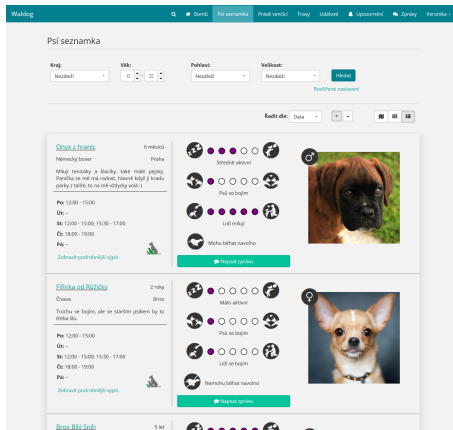 Waldog
Domů
Psí seznamka
Právě venčící
Trasy
Události
Upozornění
Zprávy
Veronika
Psí seznamka
Kraj:
Věk:
Pohlaví:
Velikost:
Nezáleží
0
-
20
Nezáleží
Nezáleží
Hledat
Rozšířené nastavení
Řadit dle:
Data
Onyx z hranic
6 měsíců
Německý boxer
Praha
Miluji tenisáky a klacíky, také malé pejsky.
Panička se mě má radost, hlavně když ji kradu
párky z talíře, to na mě vždycky volá :)
Po: 12:00 - 15:00
Út: --
St: 12:00 - 15:00; 15:30 - 17:00
Čt: 18:00 - 19:00
Pá: --
Zobrazit podrobnější výpis
Středně aktivní
Psů se bojím
Lidi miluji
Mohu běhat navolno
Napsat zprávu
Fifinka od Růžičky
2 roky
Čivava
Brno
Trochu se bojím, ale se starším psíkem by to
třeba šlo.
Po: 12:00 - 15:00
Út: --
St: 12:00 - 15:00; 15:30 - 17:00
Čt: 18:00 - 19:00
Pá: --
Zobrazit podrobnější výpis
Málo aktivní
Psů se bojím
Lidí se bojím
Nemohu běhat navolno
Napsat zprávu
Brox Bílý Sníh
5 let